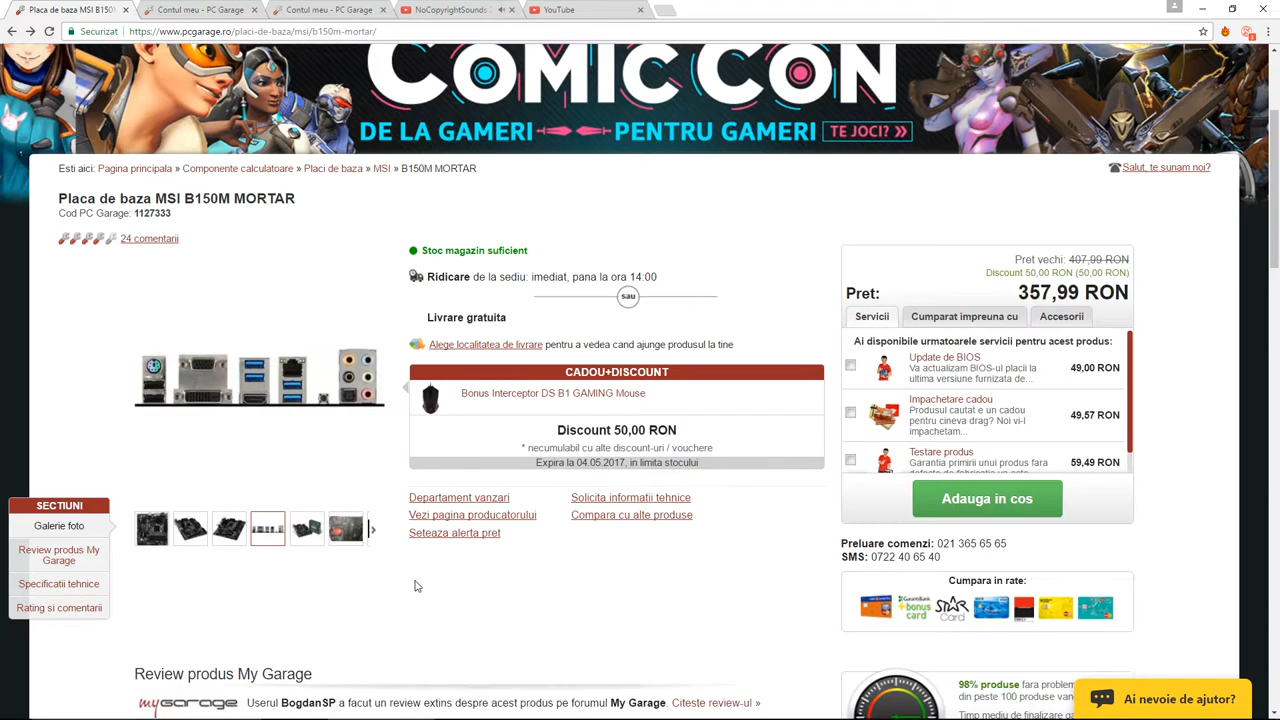 Placa de baza MSI B150
Contul meu - PC Garage
Contul meu - PC Garage
NoCopyrightSounds
YouTube
Securizat
https://www.pcgarage.ro/placi-de-baza/msi/b150m-mortar/
COMIC CON
DE LA GAMERI PENTRU GAMERI TE JOCI? »
Esti aici: Pagina principala » Componente calculatoare » Placi de baza » MSI » B150M MORTAR
Salut, te sunam noi?
Placa de baza MSI B150M MORTAR
Cod PC Garage: 1127333
24 comentarii
Stoc magazin suficient
Ridicare de la sediu: imediat, pana la ora 14:00
sau
Livrare gratuita
Alege localitatea de livrare pentru a vedea cand ajunge produsul la tine
CADOU+DISCOUNT
Bonus Interceptor DS B1 GAMING Mouse
Discount 50,00 RON
* necumulabil cu alte discount-uri / vouchere
Expira la 04.05.2017, in limita stocului
Departament vanzari
Solicita informatii tehnice
Vezi pagina producatorului
Compara cu alte produse
Seteaza alerta pret
Pret vechi: 407,99 RON
Discount 50,00 RON (50,00 RON)
Pret: 357,99 RON
Servicii
Cumparat impreuna cu
Accesorii
Ai disponibile urmatoarele servicii pentru acest produs:
Update de BIOS
Va actualizam BIOS-ul placii la
ultima versiune furnizata de...
49,00 RON
Impachetare cadou
Produsul cautat e un cadou
pentru cineva drag? Noi vi-l
impachetam...
49,57 RON
Testare produs
Garantia primirii unui produs fara
59,49 RON
Adauga in cos
Preluare comenzi: 021 365 65 65
SMS: 0722 40 65 40
Cumpara in rate:
GarantiBank
bonus
card
STAR
Card
SECTIUNI
Galerie foto
Review produs My
Garage
Specificatii tehnice
Rating si comentarii
Review produs My Garage
myGARAGE
Userul BogdanSP a facut un review extins despre acest produs pe forumul My Garage. Citeste review-ul »
98% produse fara problem
din peste 100 produse van
Timp mediu de finalizare ga
Ai nevoie de ajutor?